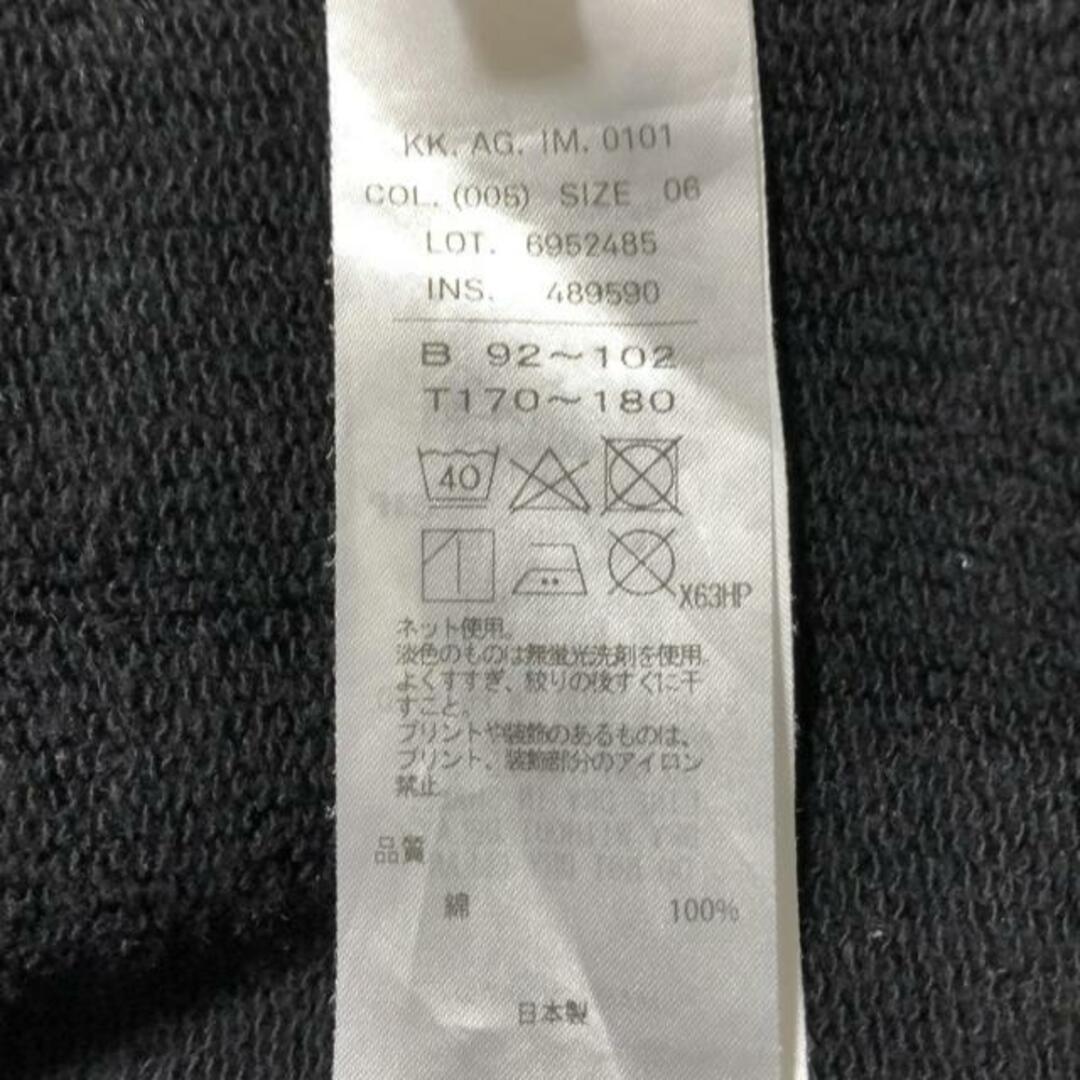 KK. AG. IM. 0101
COL. (005) SIZE 06
LOT. 6952485
INS. 489590
B 92～102
T170～180
40
X63HP
ネット使用。
淡色のものは無蛍光洗剤を使用。
よくすすぎ、絞りの後すぐに干
すこと。
プリントや装飾のあるものは、
プリント、装飾部分のアイロン
禁止。
品質
綿 100%
日本製